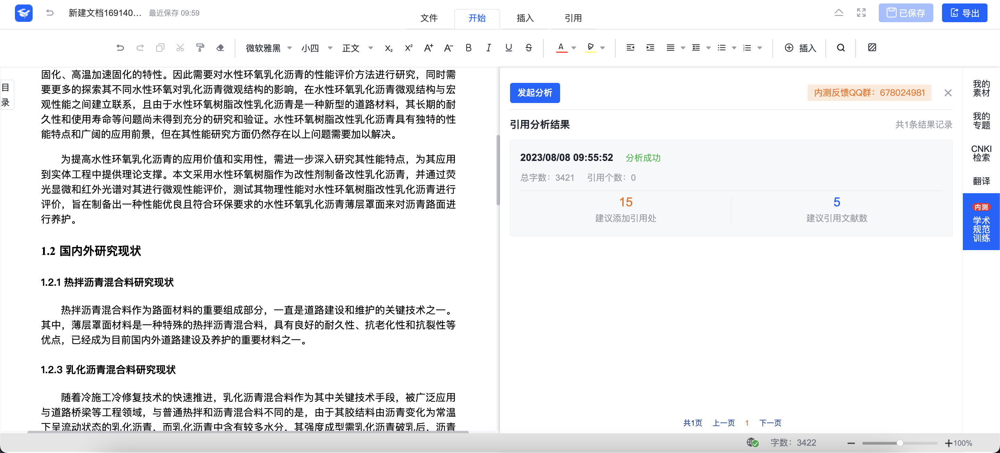 新建文档169140... 最近保存 09:59
文件 开始 插入 引用
已保存 导出
微软雅黑 小四 正文 X₂ X² A⁺ A⁻ B I U S A 插入
目录
固化、高温加速固化的特性。因此需要对水性环氧乳化沥青的性能评价方法进行研究，同时需
要更多的探索其不同水性环氧对乳化沥青微观结构的影响，在水性环氧乳化沥青微观结构与宏
观性能之间建立联系，且由于水性环氧树脂改性乳化沥青是一种新型的道路材料，其长期的耐
久性和使用寿命等问题尚未得到充分的研究和验证。水性环氧树脂改性乳化沥青具有独特的性
能特点和广阔的应用前景，但在其性能研究方面仍然存在以上问题需要加以解决。
为提高水性环氧乳化沥青的应用价值和实用性，需进一步深入研究其性能特点，为其应用
到实体工程中提供理论支撑。本文采用水性环氧树脂作为改性剂制备改性乳化沥青，并通过荧
光显微和红外光谱对其进行微观性能评价，测试其物理性能对水性环氧树脂改性乳化沥青进行
评价，旨在制备出一种性能优良且符合环保要求的水性环氧乳化沥青薄层罩面来对沥青路面进
行养护。
1.2 国内外研究现状
1.2.1 热拌沥青混合料研究现状
热拌沥青混合料作为路面材料的重要组成部分，一直是道路建设和维护的关键技术之一。
其中，薄层罩面材料是一种特殊的热拌沥青混合料，具有良好的耐久性、抗老化性和抗裂性等
优点，已经成为目前国内外道路建设及养护的重要材料之一。
1.2.3 乳化沥青混合料研究现状
随着冷施工冷修复技术的快速推进，乳化沥青混合料作为其中关键技术手段，被广泛应用
与道路桥梁等工程领域，与普通热拌和沥青混合料不同的是，由于其胶结料由沥青变化为常温
下呈流动状态的乳化沥青，而乳化沥青中含有较多水分，其强度成型需乳化沥青破乳后，沥青
发起分析 内测反馈QQ群：678024981
引用分析结果 共1条结果记录
2023/08/08 09:55:52 分析成功
总字数：3421 引用个数：0
15 5
建议添加引用处 建议引用文献数
共1页 上一页 1 下一页
我的
素材
我的
专题
CNKI
检索
翻译
内测
学术
规范
训练
字数：3422 100%